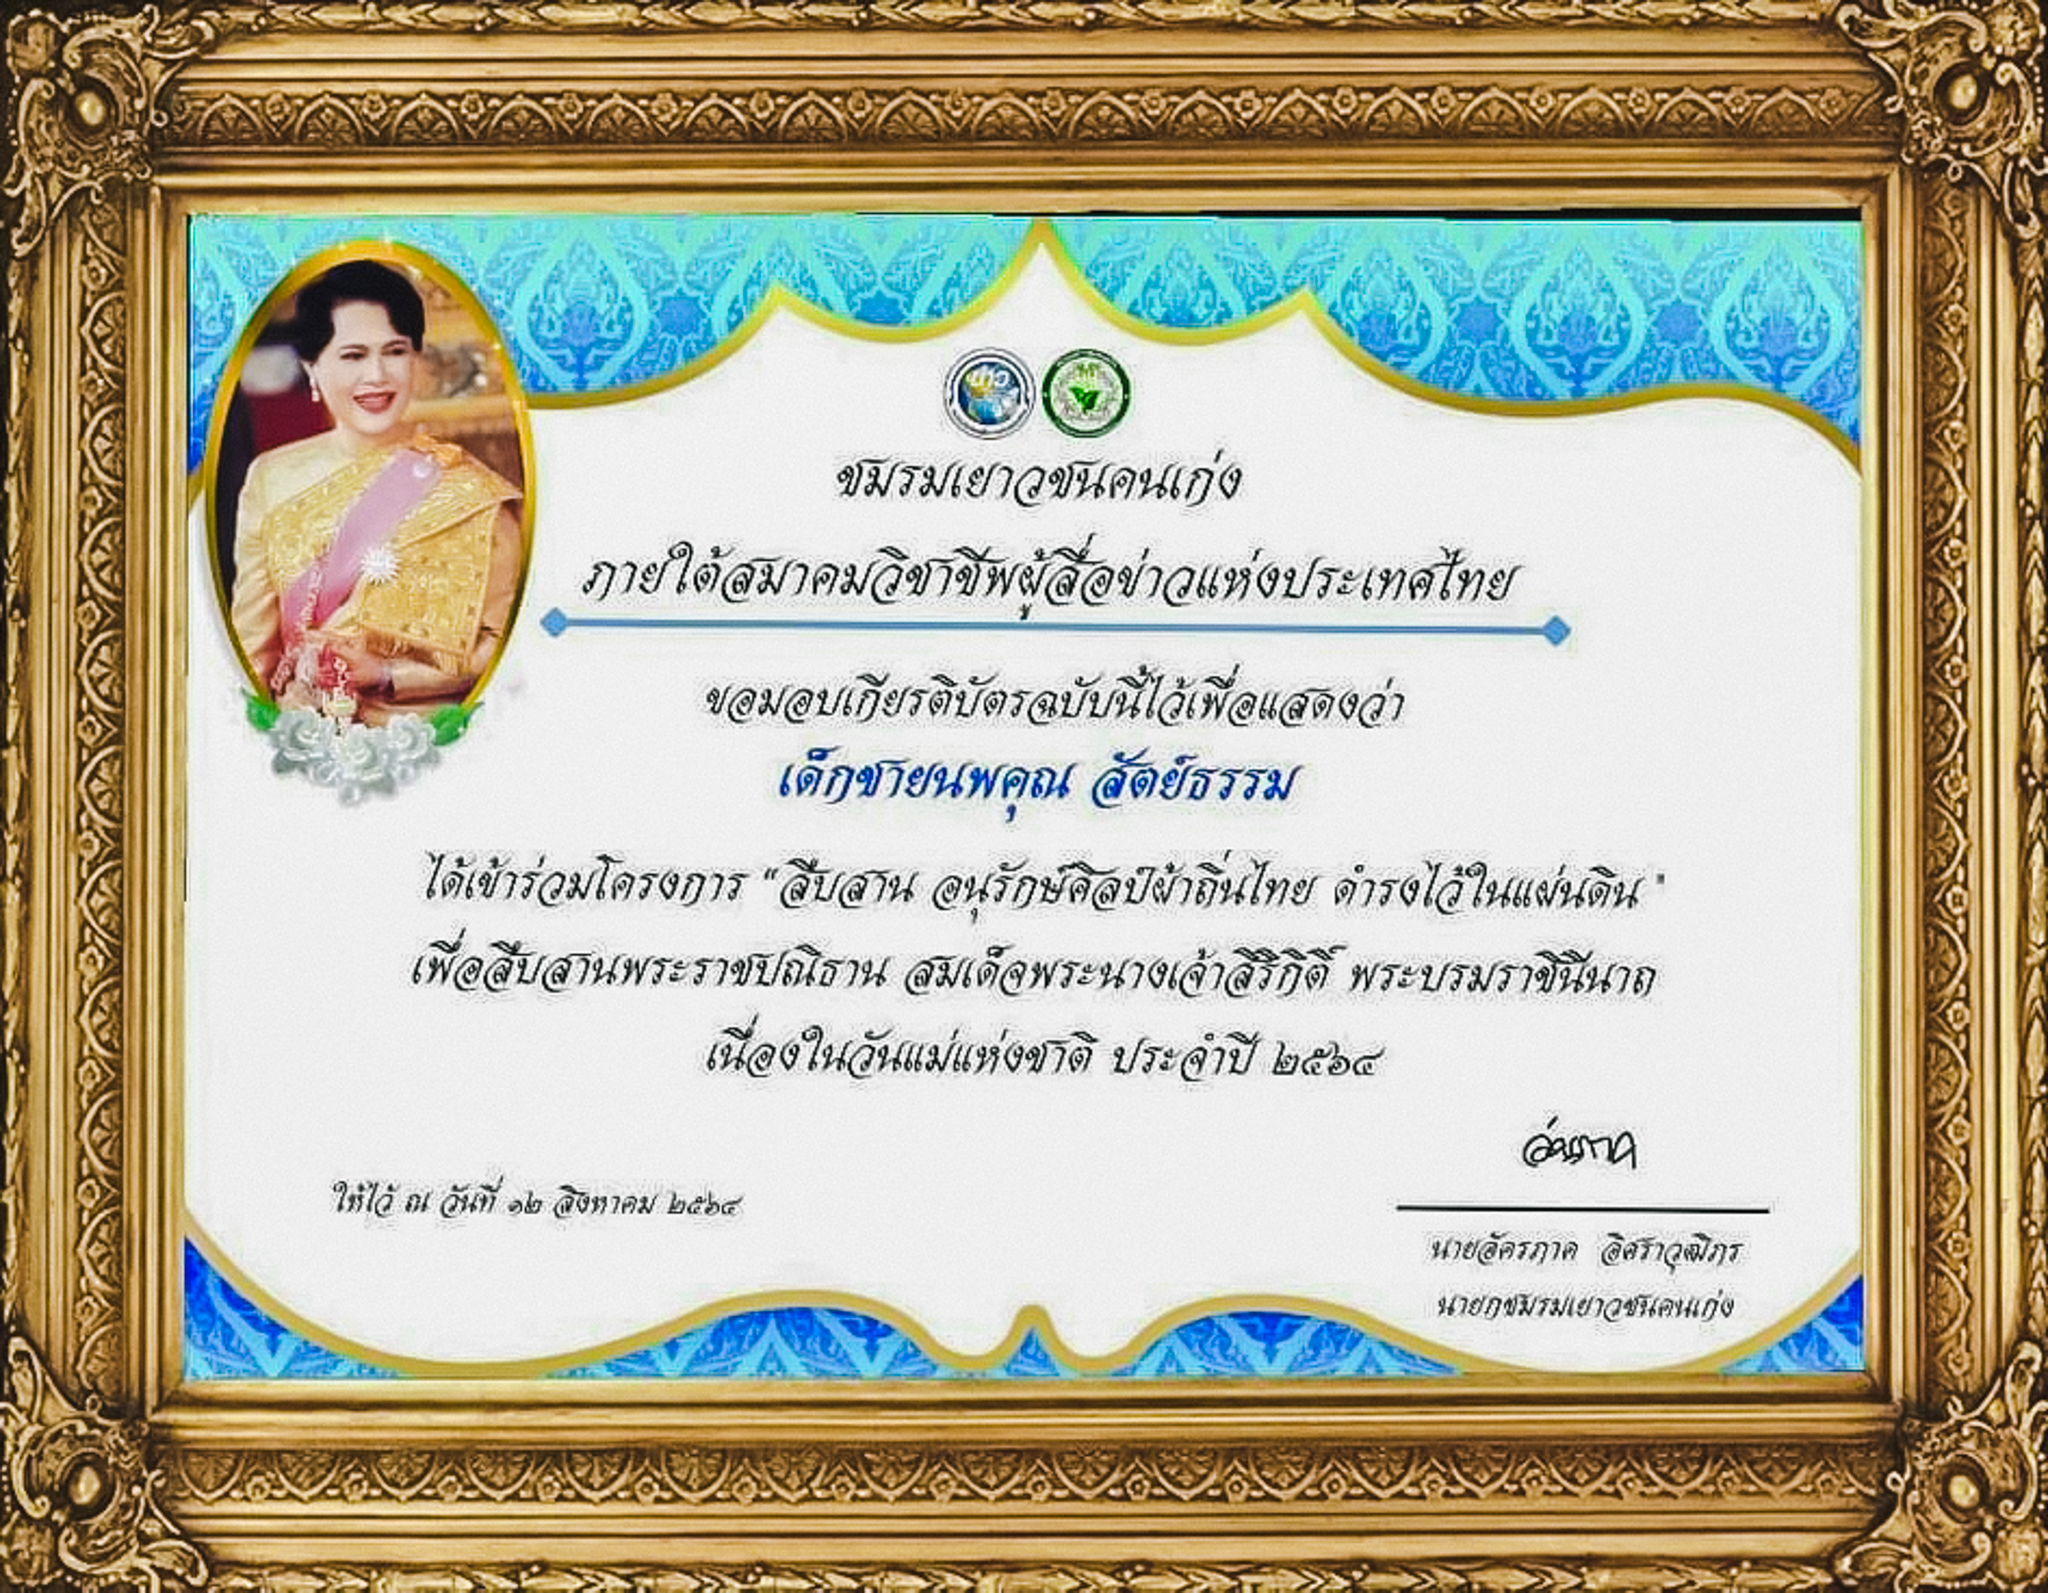 ข่าว
ชมรมเยาวชนคนเก่ง
ภายใต้สมาคมวิชาชีพผู้สื่อข่าวแห่งประเทศไทย
ขอมอบเกียรติบัตรฉบับนี้ไว้เพื่อแสดงว่า
เด็กชายนพคุณ สัตย์ธรรม
ได้เข้าร่วมโครงการ “สืบสาน อนุรักษ์ศิลป์ผ้าถิ่นไทย ดำรงไว้ในแผ่นดิน "
เพื่อสืบสานพระราชปณิธาน สมเด็จพระนางเจ้าสิริกิติ์ พระบรมราชินีนาถ
เนื่องในวันแม่แห่งชาติ ประจำปี ๒๕๖๔
ให้ไว้ ณ วันที่ ๑๒ สิงหาคม ๒๕๖๔
นายอัครภาค อิศราวุฒิภร
นายกชมรมเยาวชนคนเก่ง